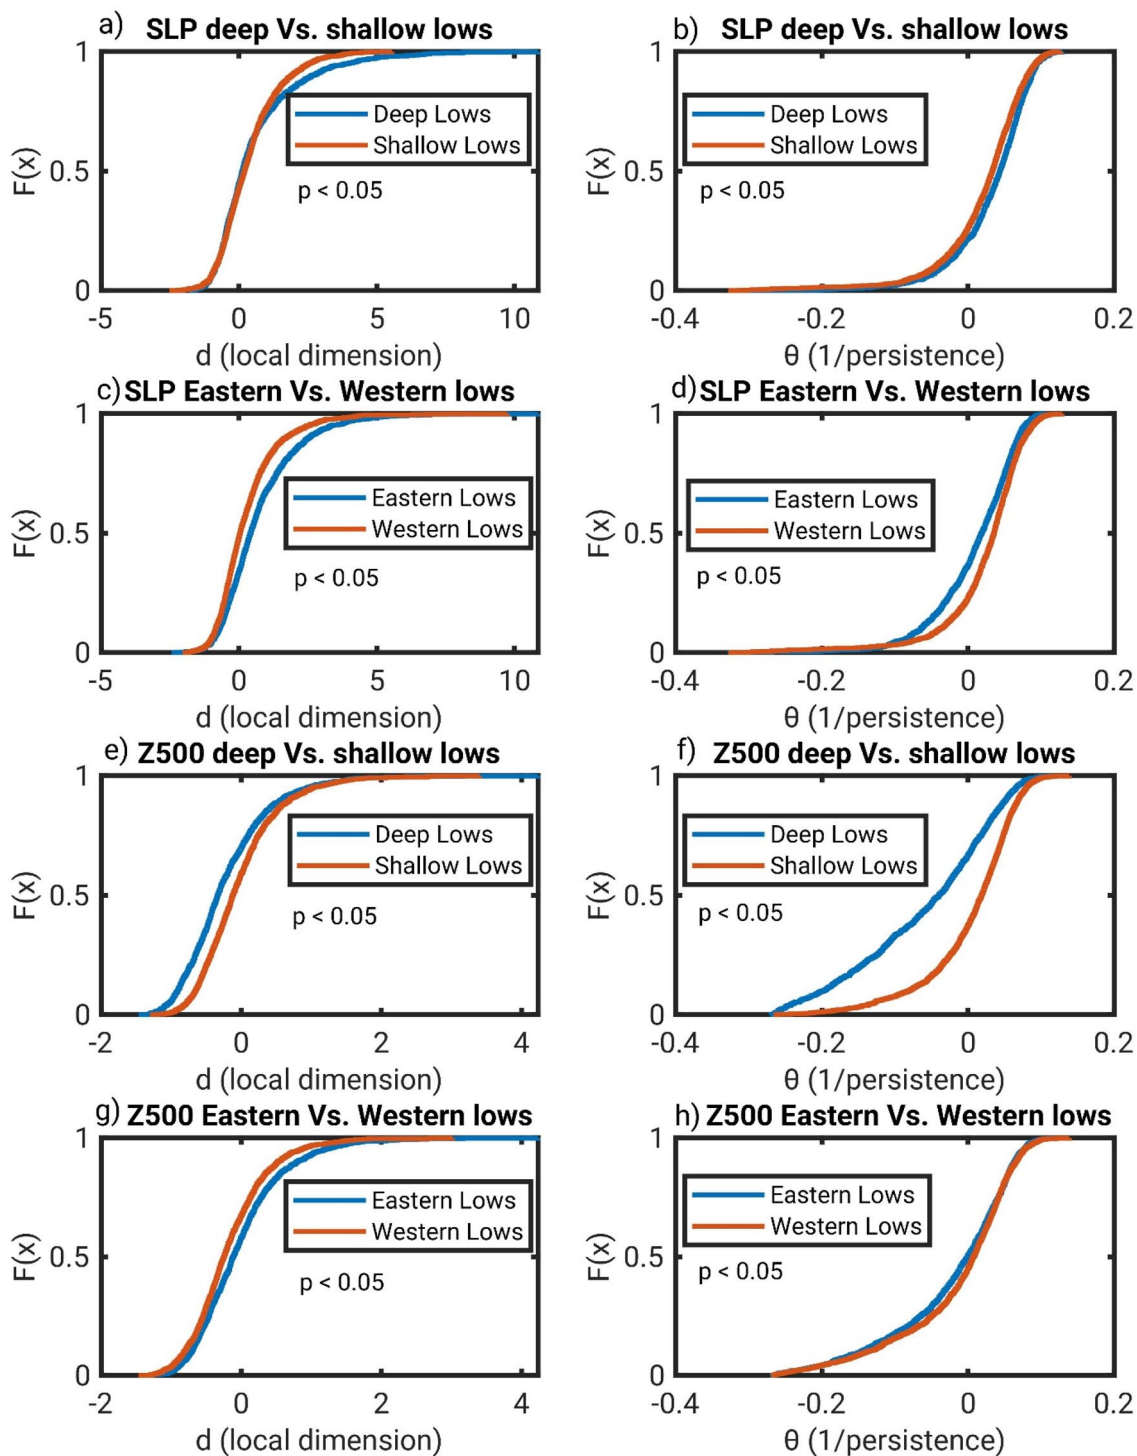 a) SLP deep Vs. shallow lows
1
0.5
0
F(x)
Deep Lows
Shallow Lows
p < 0.05
-5 0 5 10
d (local dimension)
b) SLP deep Vs. shallow lows
1
0.5
0
F(x)
Deep Lows
Shallow Lows
p < 0.05
-0.4 -0.2 0 0.2
θ (1/persistence)
c) SLP Eastern Vs. Western lows
1
0.5
0
F(x)
Eastern Lows
Western Lows
p < 0.05
-5 0 5 10
d (local dimension)
d) SLP Eastern Vs. Western lows
1
0.5
0
F(x)
Eastern Lows
Western Lows
p < 0.05
-0.4 -0.2 0 0.2
θ (1/persistence)
e) Z500 deep Vs. shallow lows
1
0.5
0
F(x)
Deep Lows
Shallow Lows
p < 0.05
-2 0 2 4
d (local dimension)
f) Z500 deep Vs. shallow lows
1
0.5
0
F(x)
Deep Lows
Shallow Lows
p < 0.05
-0.4 -0.2 0 0.2
θ (1/persistence)
g) Z500 Eastern Vs. Western lows
1
0.5
0
F(x)
Eastern Lows
Western Lows
p < 0.05
-2 0 2 4
d (local dimension)
h) Z500 Eastern Vs. Western lows
1
0.5
0
F(x)
Eastern Lows
Western Lows
p < 0.05
-0.4 -0.2 0 0.2
θ (1/persistence)